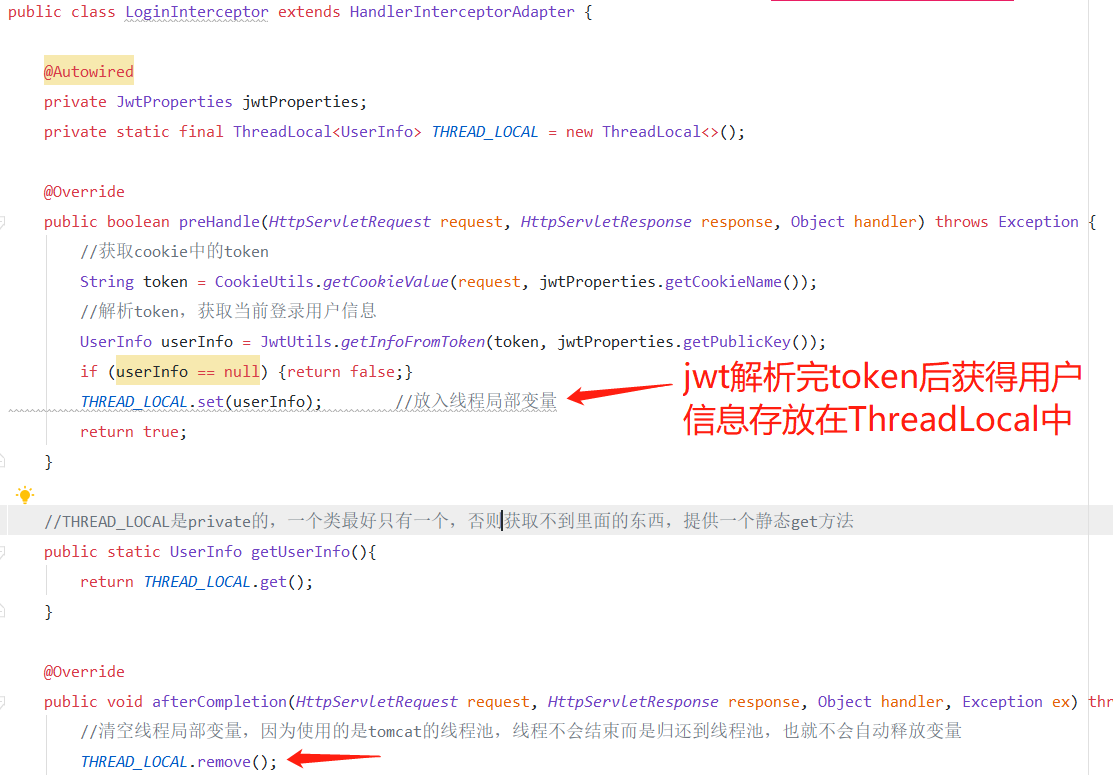 public class LoginInterceptor extends HandlerInterceptorAdapter {
@Autowired
private JwtProperties jwtProperties;
private static final ThreadLocal<UserInfo> THREAD_LOCAL = new ThreadLocal<>();
@Override
public boolean preHandle(HttpServletRequest request, HttpServletResponse response, Object handler) throws Exception {
//获取cookie中的token
String token = CookieUtils.getCookieValue(request, jwtProperties.getCookieName());
//解析token，获取当前登录用户信息
UserInfo userInfo = JwtUtils.getInfoFromToken(token, jwtProperties.getPublicKey());
if (userInfo == null) {return false;}
THREAD_LOCAL.set(userInfo); //放入线程局部变量
jwt解析完token后获得用户
信息存放在ThreadLocal中
return true;
}
//THREAD_LOCAL是private的，一个类最好只有一个，否则获取不到里面的东西，提供一个静态get方法
public static UserInfo getUserInfo(){
return THREAD_LOCAL.get();
}
@Override
public void afterCompletion(HttpServletRequest request, HttpServletResponse response, Object handler, Exception ex) thr
//清空线程局部变量，因为使用的是tomcat的线程池，线程不会结束而是归还到线程池，也就不会自动释放变量
THREAD_LOCAL.remove();